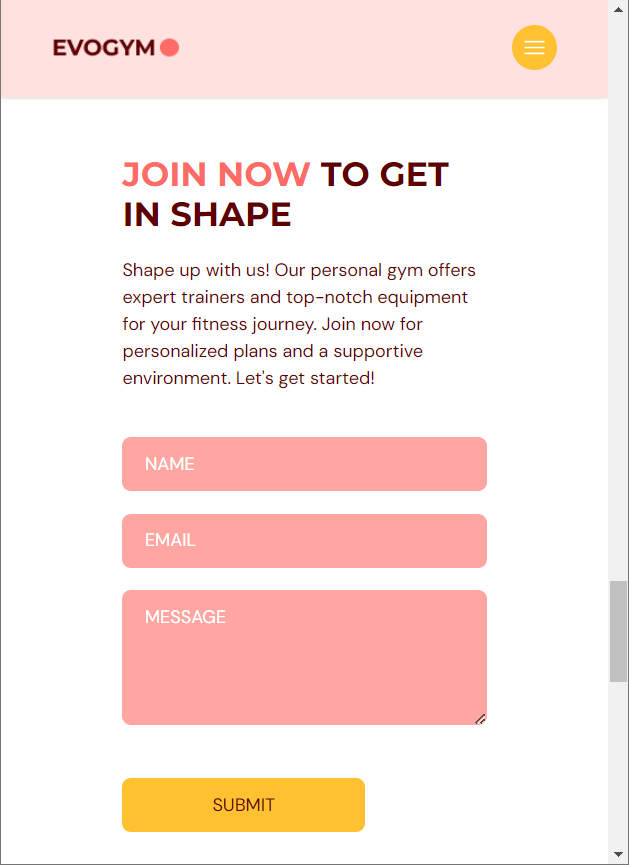 EVOGYM
JOIN NOW TO GET
IN SHAPE
Shape up with us! Our personal gym offers
expert trainers and top-notch equipment
for your fitness journey. Join now for
personalized plans and a supportive
environment. Let's get started!
NAME
EMAIL
MESSAGE
SUBMIT